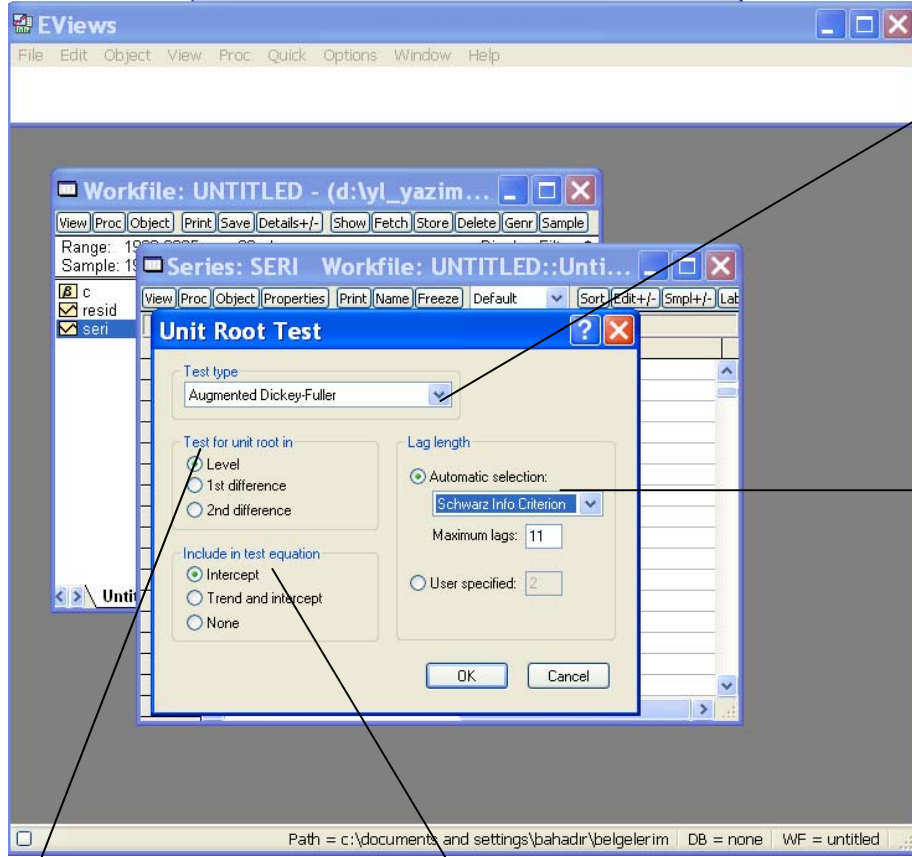 EViews
File Edit Object View Proc Quick Options Window Help
Workfile: UNTITLED - (d:\yl_yazim...
View Proc Object Print Save Details+/- Show Fetch Store Delete Genr Sample
Range:
Sample:
Series: SERI Workfile: UNTITLED::Unti...
c
resid
seri
View Proc Object Properties Print Name Freeze Default Sort Edit+/- Smpl+/- Lab
Unit Root Test
Test type
Augmented Dickey-Fuller
Test for unit root in
Level
1st difference
2nd difference
Include in test equation
Intercept
Trend and intercept
None
Lag length
Automatic selection:
Schwarz Info Criterion
Maximum lags: 11
User specified: 2
OK Cancel
Untit
Path = c:\documents and settings\bahadır\belgelerim DB = none WF = untitled